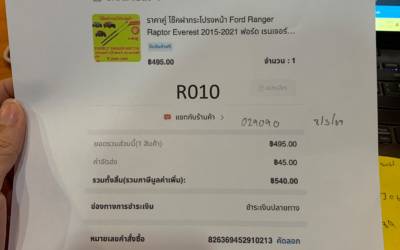 ราคาคู่ โช๊คฝากระโปรงหน้า Ford Ranger
Raptor Everest 2015-2021 ฟอร์ด เรนเจอร์...
฿495.00 จำนวน : 1
R010
แชทกับร้านค้า 029090
ยอดรวมส่วนนี้(1 สินค้า) ฿495.00
ค่าจัดส่ง ฿45.00
รวมทั้งสิ้น(รวมภาษีมูลค่าเพิ่ม): ฿540.00
ช่องทางการชำระเงิน ชำระเงินปลายทาง
หมายเลขคำสั่งซื้อ 826369452910213 คัดลอก